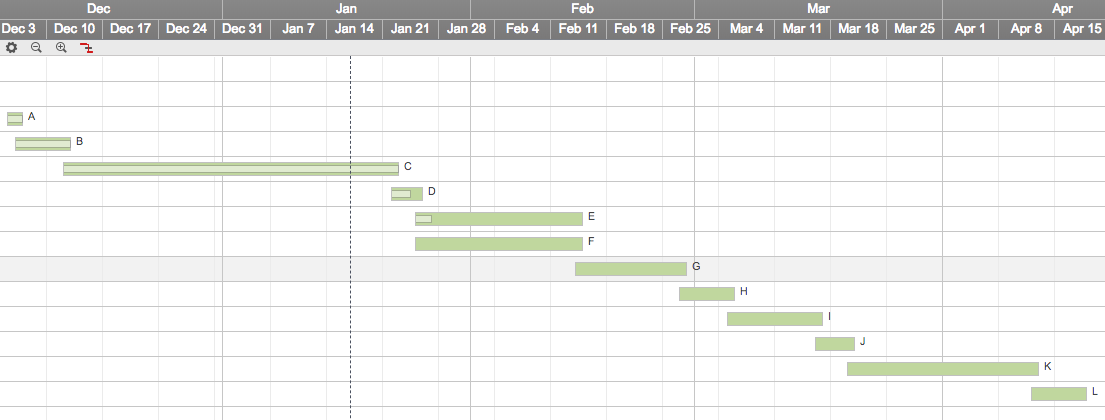 Dec Jan Feb Mar Apr
Dec 3 Dec 10 Dec 17 Dec 24 Dec 31 Jan 7 Jan 14 Jan 21 Jan 28 Feb 4 Feb 11 Feb 18 Feb 25 Mar 4 Mar 11 Mar 18 Mar 25 Apr 1 Apr 8 Apr 15
A
B
C
D
E
F
G
H
I
J
K
L